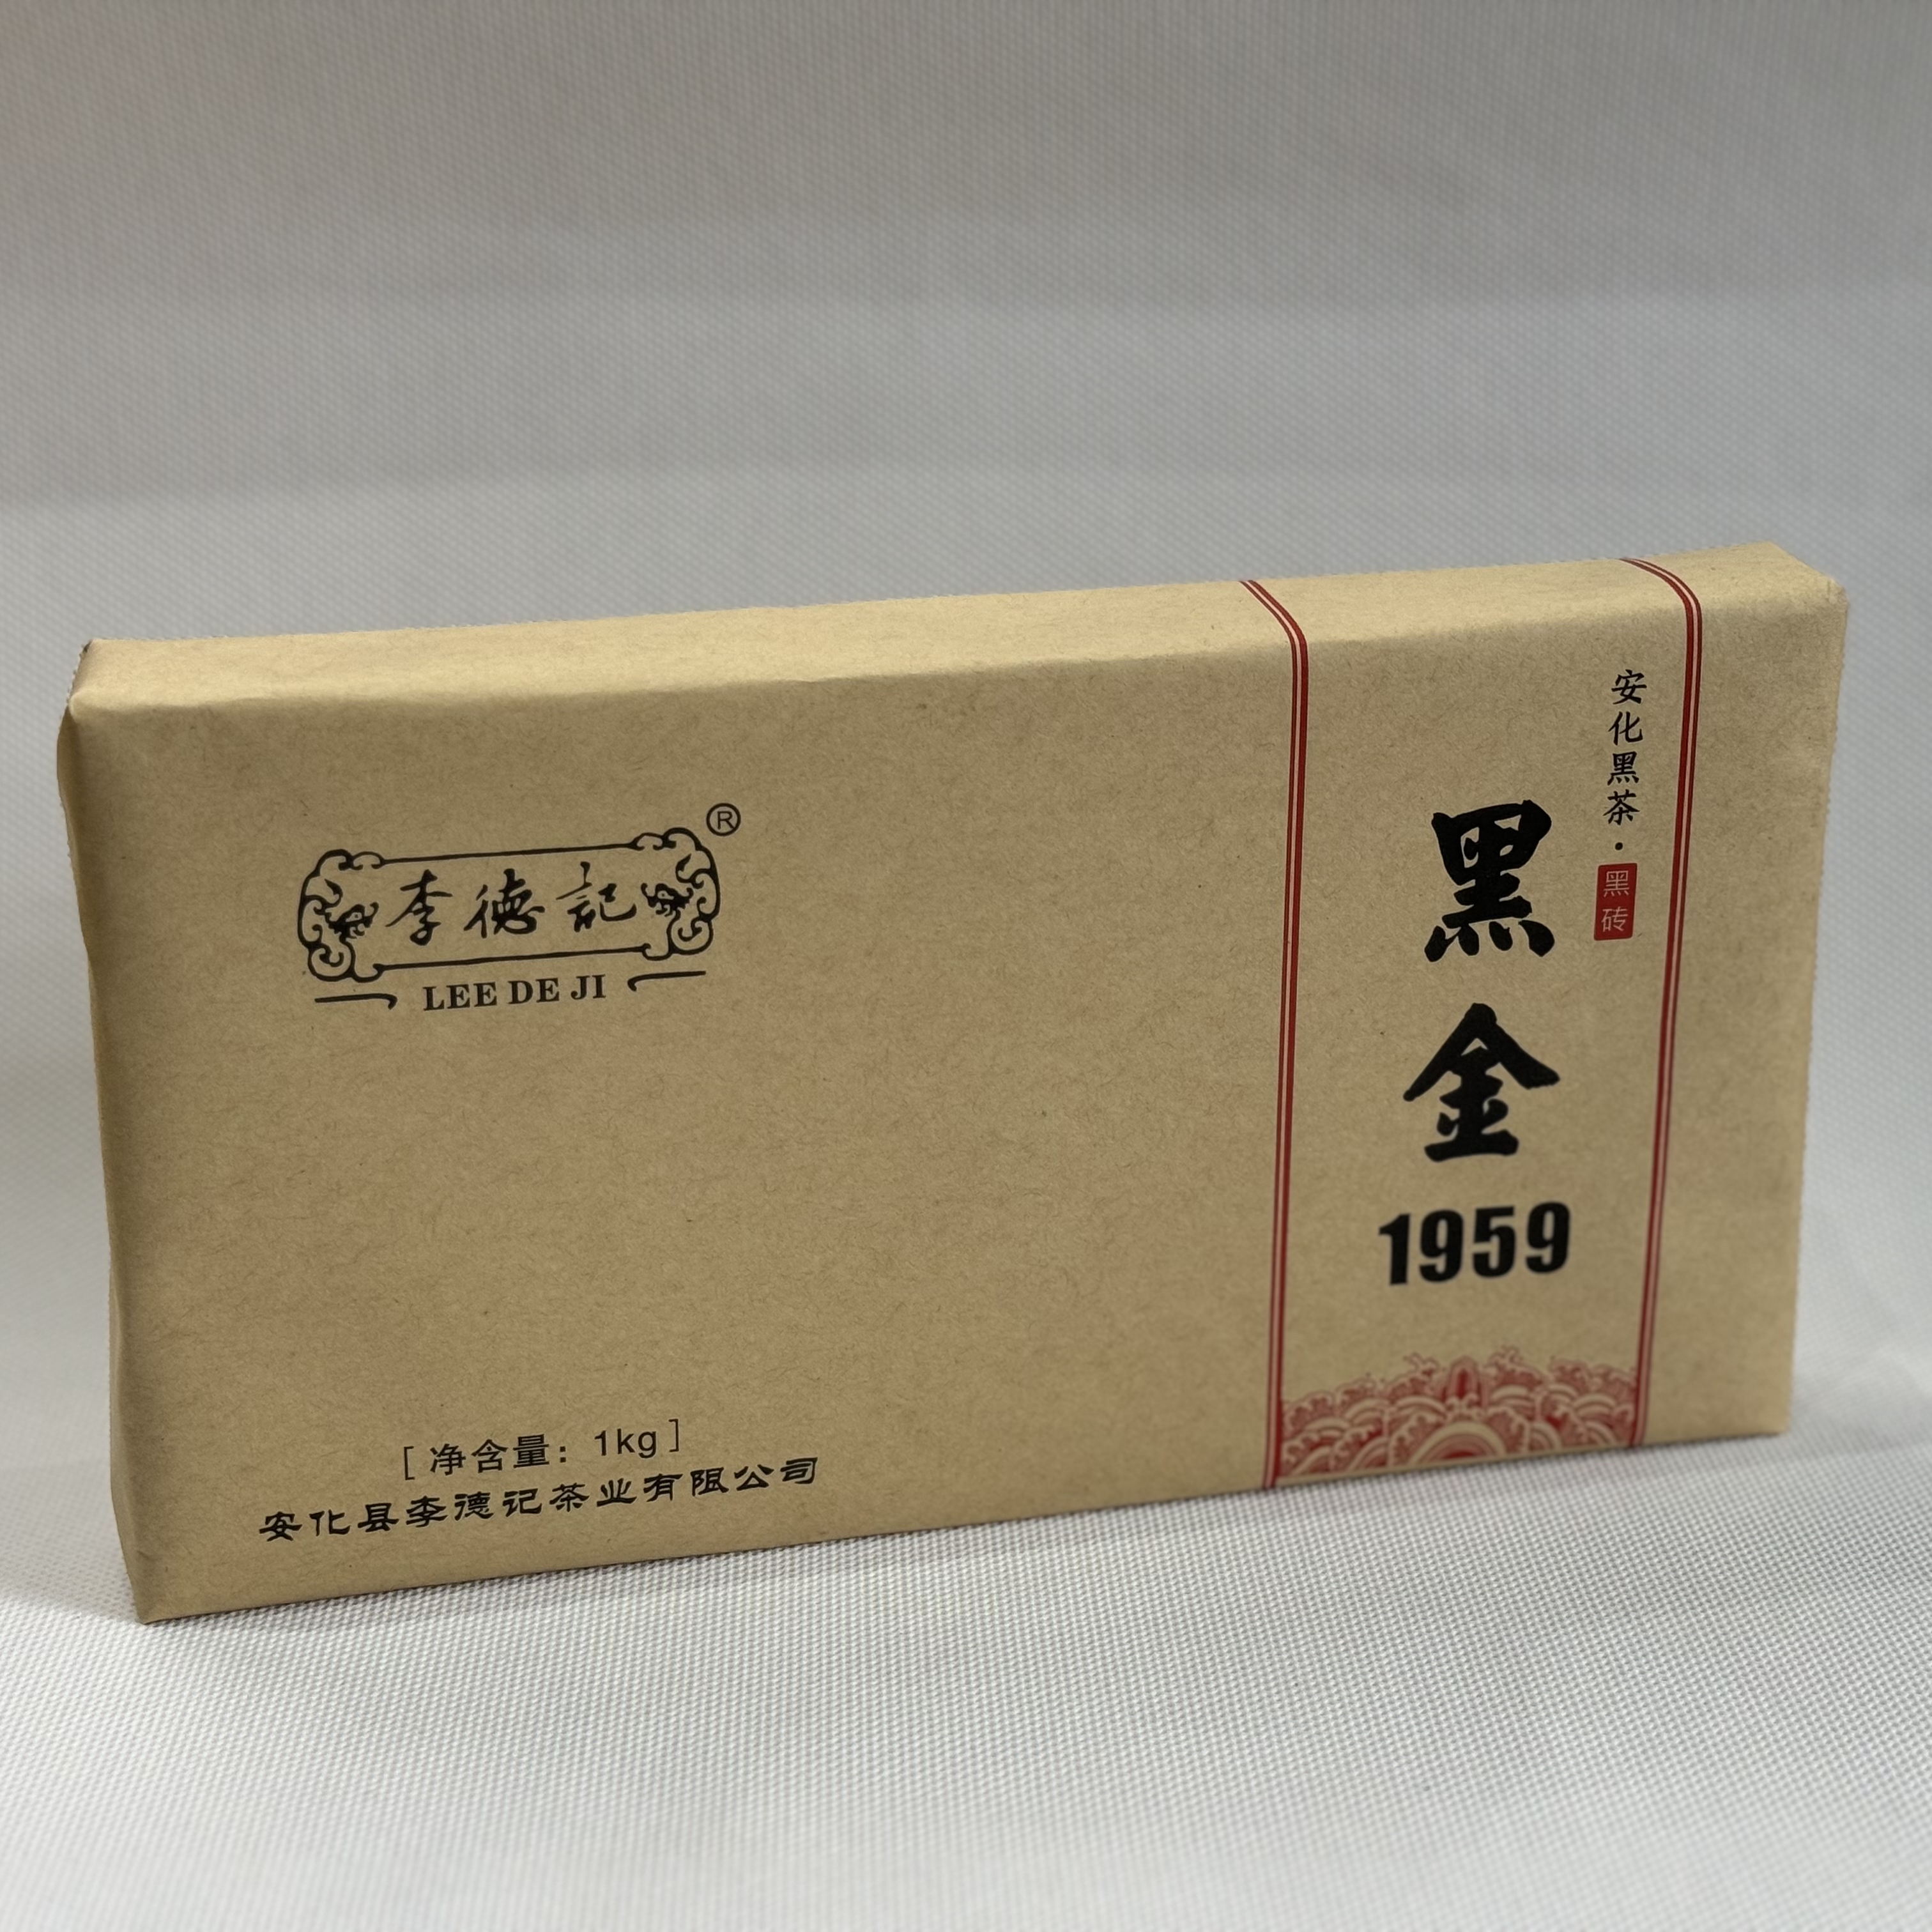 李德記
®
LEE DE JI
[ 净含量：1kg ]
安化县李德记茶业有限公司
安化黑茶·黑砖
黑金
1959